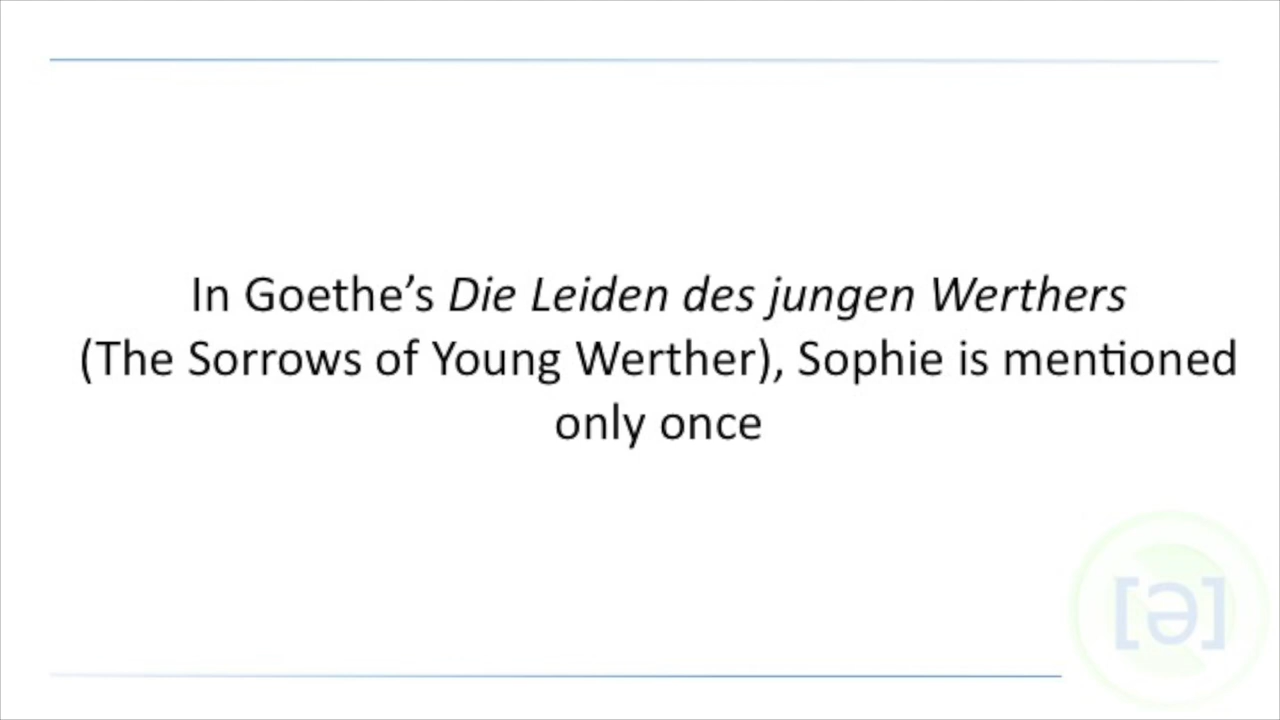 In Goethe’s Die Leiden des jungen Werthers
(The Sorrows of Young Werther), Sophie is mentioned
only once
[ə]